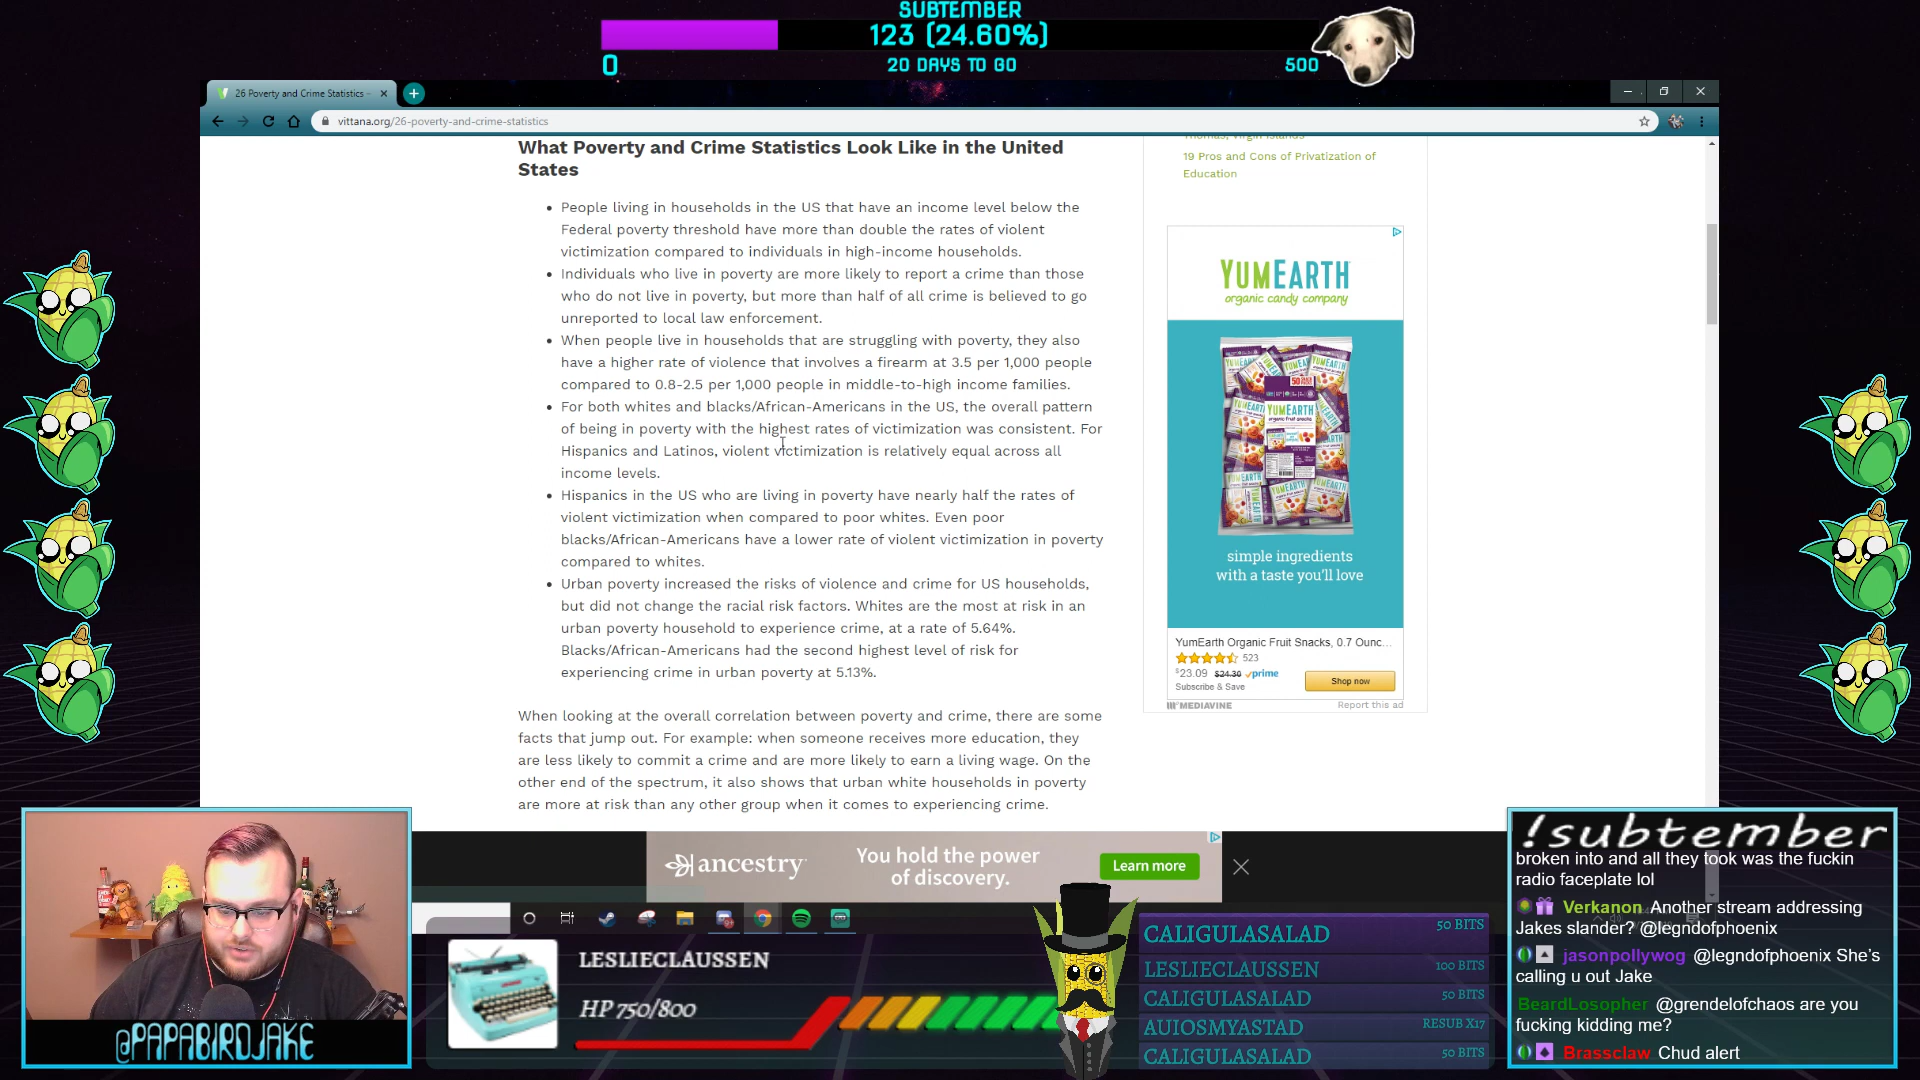 SUBTEMBER
123 (24.60%)
0
20 DAYS TO GO
500
26 Poverty and Crime Statistics -
vittana.org/26-poverty-and-crime-statistics
What Poverty and Crime Statistics Look Like in the United
States
People living in households in the US that have an income level below the
Federal poverty threshold have more than double the rates of violent
victimization compared to individuals in high-income households.
Individuals who live in poverty are more likely to report a crime than those
who do not live in poverty, but more than half of all crime is believed to go
unreported to local law enforcement.
When people live in households that are struggling with poverty, they also
have a higher rate of violence that involves a firearm at 3.5 per 1,000 people
compared to 0.8-2.5 per 1,000 people in middle-to-high income families.
For both whites and blacks/African-Americans in the US, the overall pattern
of being in poverty with the highest rates of victimization was consistent. For
Hispanics and Latinos, violent victimization is relatively equal across all
income levels.
Hispanics in the US who are living in poverty have nearly half the rates of
violent victimization when compared to poor whites. Even poor
blacks/African-Americans have a lower rate of violent victimization in poverty
compared to whites.
Urban poverty increased the risks of violence and crime for US households,
but did not change the racial risk factors. Whites are the most at risk in an
urban poverty household to experience crime, at a rate of 5.64%.
Blacks/African-Americans had the second highest level of risk for
experiencing crime in urban poverty at 5.13%.
When looking at the overall correlation between poverty and crime, there are some
facts that jump out. For example: when someone receives more education, they
are less likely to commit a crime and are more likely to earn a living wage. On the
other end of the spectrum, it also shows that urban white households in poverty
are more at risk than any other group when it comes to experiencing crime.
Thomas, Virgin Islands
19 Pros and Cons of Privatization of
Education
YUMEARTH
organic candy company
YUMEARTH
simple ingredients
with a taste you'll love
YumEarth Organic Fruit Snacks, 0.7 Ounc...
523
$23.09 $24.30 prime
Subscribe & Save
Shop now
MEDIAVINE
Report this ad
ancestry
You hold the power
of discovery.
Learn more
@PAPABIRDJAKE
LESLIECLAUSSEN
HP 750/800
CALIGULASALAD 50 BITS
LESLIECLAUSSEN 100 BITS
CALIGULASALAD 50 BITS
AUIOSMYASTAD RESUB X17
CALIGULASALAD 50 BITS
!subtember
broken into and all they took was the fuckin
radio faceplate lol
Verkanon Another stream addressing
Jakes slander? @legndofphoenix
jasonpollywog @legndofphoenix She's
calling u out Jake
BeardLosopher @grendelofchaos are you
fucking kidding me?
Brassclaw Chud alert